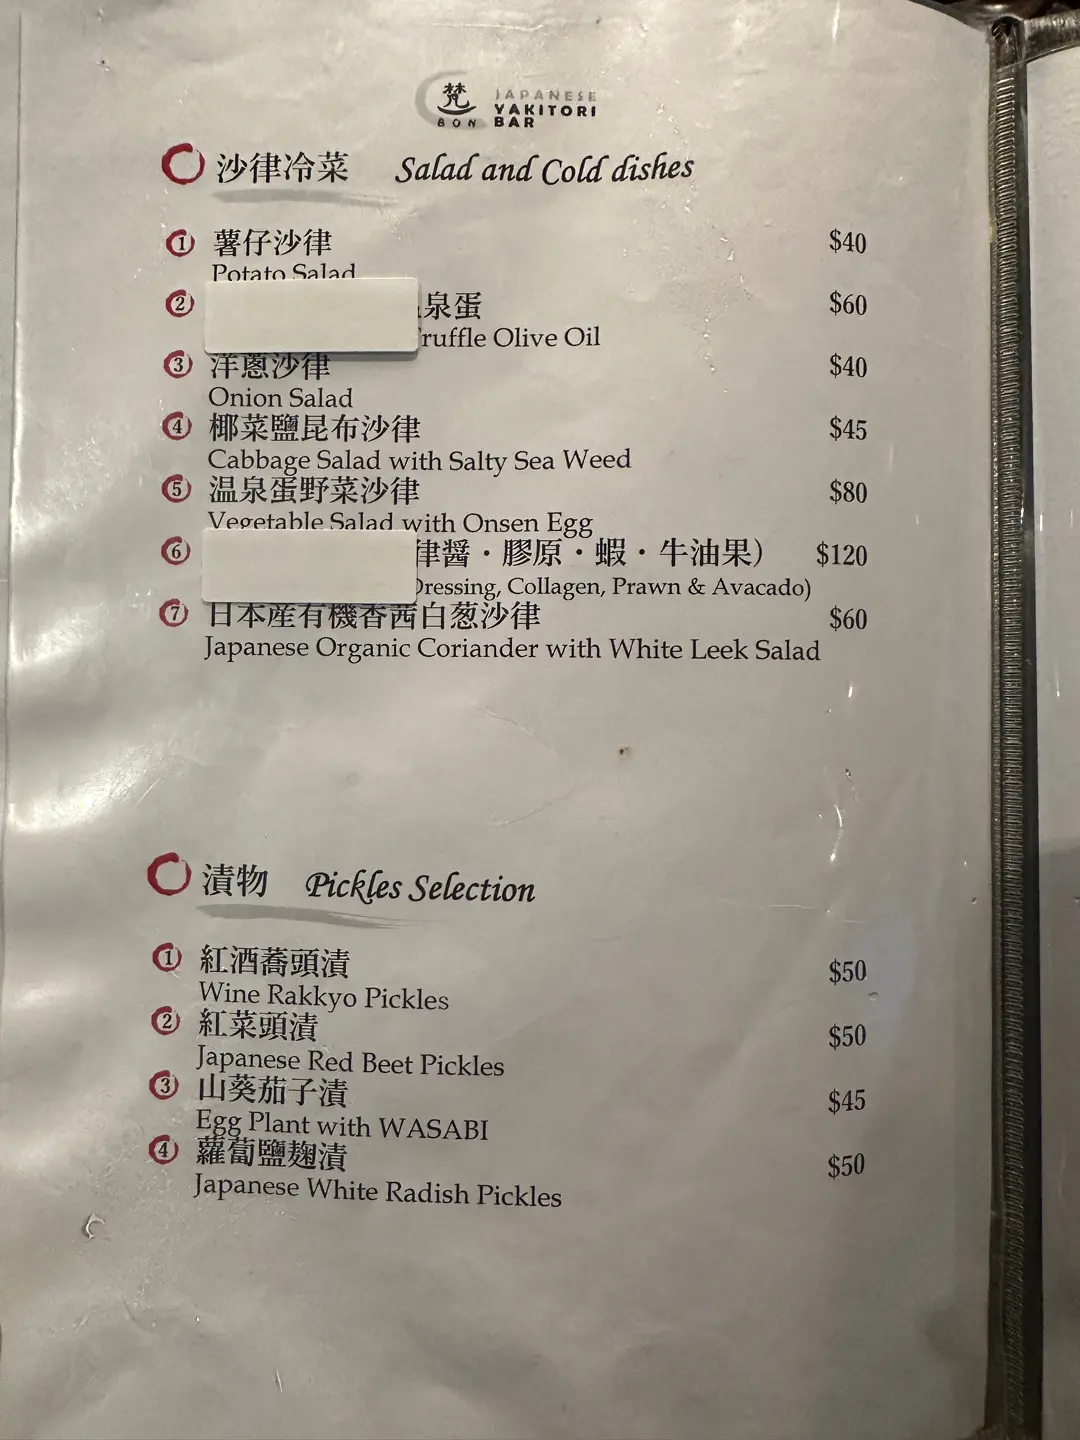 梵 BON JAPANESE YAKITORI BAR
沙律冷菜 Salad and Cold dishes
1 薯仔沙律 $40
Potato Salad
2 泉蛋 $60
Olive Oil
3 洋蔥沙律 $40
Onion Salad
4 椰菜鹽昆布沙律 $45
Cabbage Salad with Salty Sea Weed
5 温泉蛋野菜沙律 $80
Vegetable Salad with Onsen Egg
6 律醬・膠原・蝦・牛油果） $120
Collagen, Prawn & Avacado)
7 日本産有機香茜白葱沙律 $60
Japanese Organic Coriander with White Leek Salad
漬物 Pickles Selection
1 紅酒蕎頭漬 $50
Wine Rakkyo Pickles
2 紅菜頭漬 $50
Japanese Red Beet Pickles
3 山葵茄子漬 $45
Egg Plant with WASABI
4 蘿蔔鹽麹漬 $50
Japanese White Radish Pickles